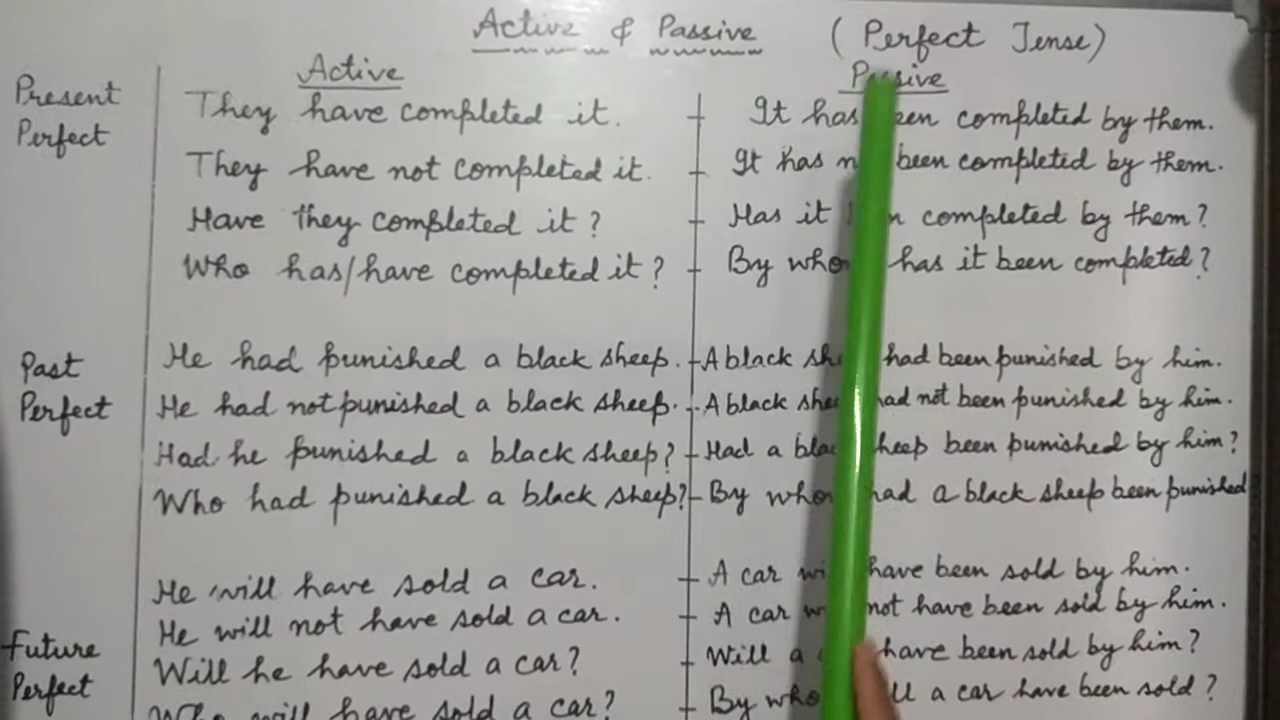 Active & Passive (Perfect Tense)
Active Passive
Present Perfect
They have completed it. It has been completed by them.
They have not completed it. It has been completed by them.
Have they completed it? Has it completed by them?
Who has/have completed it? By has it been completed?
Past Perfect
He had punished a black sheep. A black had been punished by him.
He had not punished a black sheep. A black had not been punished by him.
Had he punished a black sheep? Had a sheep been punished by him?
Who had punished a black sheep? By had a black sheep been punished
Future Perfect
He will have sold a car. A car have been sold by him.
He will not have sold a car. A car not have been sold by him.
Will he have sold a car? Will a have been sold by him?
Who will have sold a car? By a car have been sold?